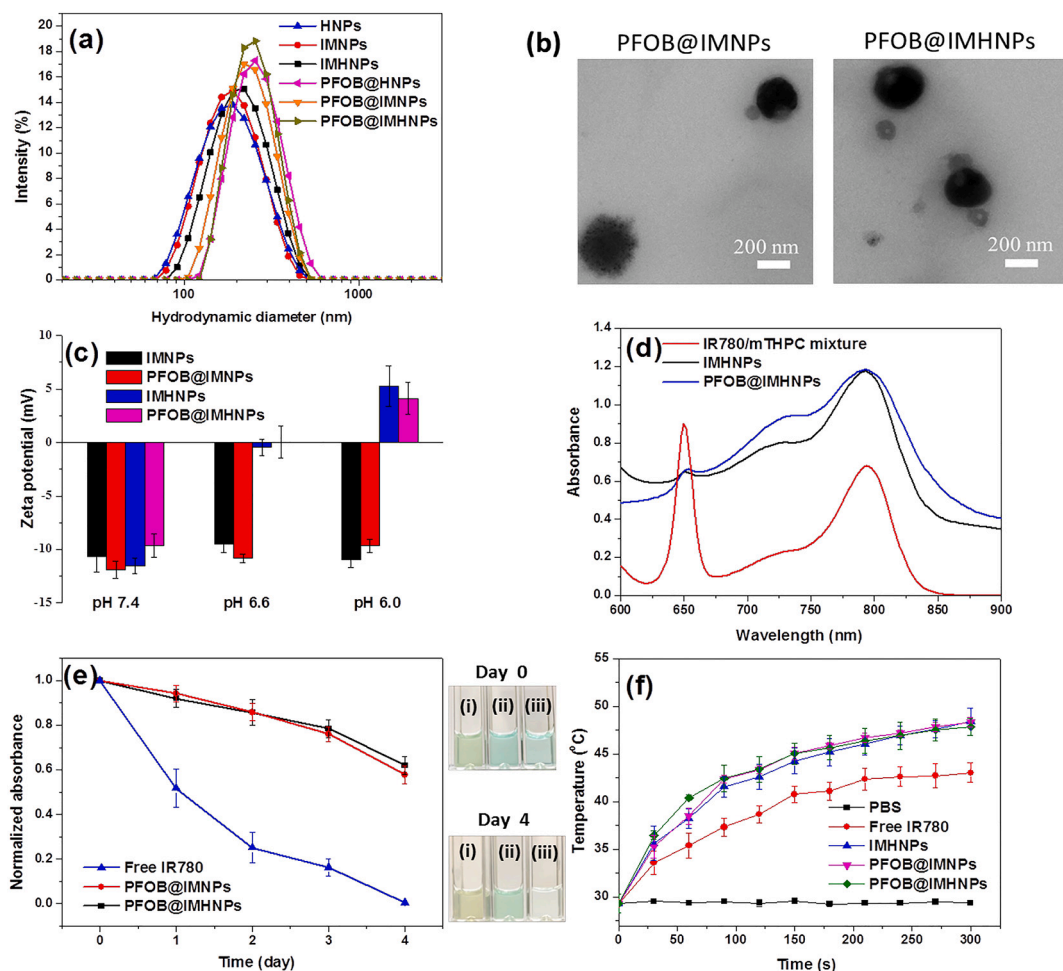 (a)
HNPs
IMNPs
IMHNPs
PFOB@HNPs
PFOB@IMNPs
PFOB@IMHNPs
Intensity (%)
20
18
16
14
12
10
8
6
4
2
0
100
1000
Hydrodynamic diameter (nm)
(b)
PFOB@IMNPs
PFOB@IMHNPs
200 nm
200 nm
(c)
IMNPs
PFOB@IMNPs
IMHNPs
PFOB@IMHNPs
Zeta potential (mV)
10
5
0
-5
-10
-15
pH 7.4
pH 6.6
pH 6.0
(d)
IR780/mTHPC mixture
IMHNPs
PFOB@IMHNPs
Absorbance
1.4
1.2
1.0
0.8
0.6
0.4
0.2
0.0
600
650
700
750
800
850
900
Wavelength (nm)
(e)
Normalized absorbance
1.0
0.8
0.6
0.4
0.2
0.0
Free IR780
PFOB@IMNPs
PFOB@IMHNPs
0
1
2
3
4
Time (day)
Day 0
(i)
(ii)
(iii)
Day 4
(i)
(ii)
(iii)
(f)
Temperature (°C)
55
50
45
40
35
30
25
PBS
Free IR780
IMHNPs
PFOB@IMNPs
PFOB@IMHNPs
0
50
100
150
200
250
300
Time (s)